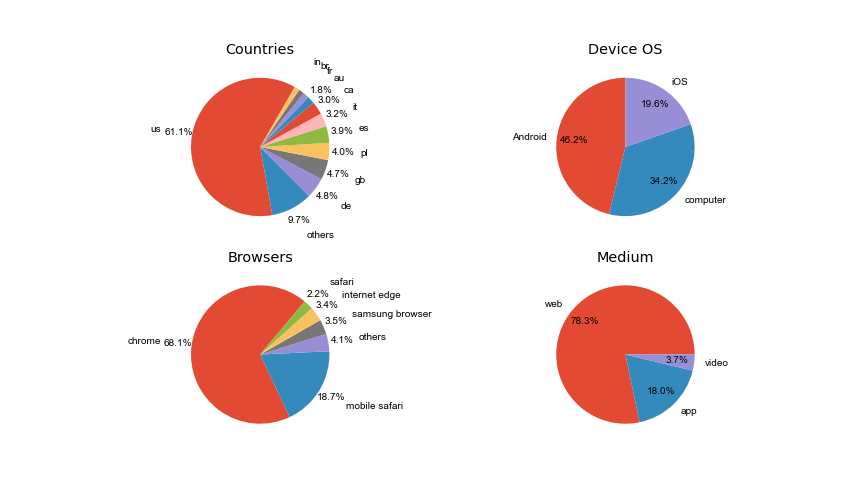 Countries
in
br
fr
au
ca
it
es
pl
gb
de
others
us
61.1%
1.8%
3.0%
3.2%
3.9%
4.0%
4.7%
4.8%
9.7%
Device OS
iOS
19.6%
Android
46.2%
34.2%
computer
Browsers
safari
2.2%
internet edge
3.4%
samsung browser
3.5%
others
4.1%
chrome
68.1%
18.7%
mobile safari
Medium
web
78.3%
video
3.7%
18.0%
app